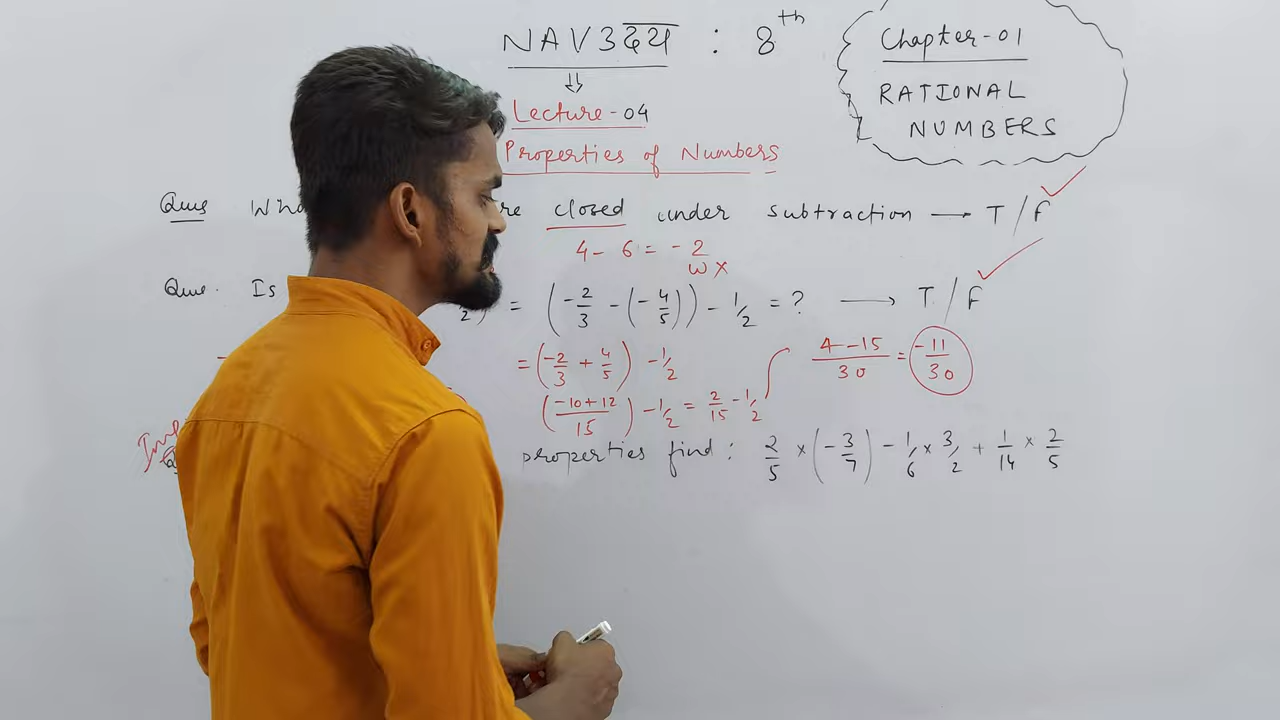 NAVउदय : 8th
Chapter-01
⇓
RATIONAL
Lecture-04
NUMBERS
Properties of Numbers
Ques closed under subtraction → T/F ✓
4 - 6 = -2
W ×
Que. Is = (-2/3 - (-4/5)) - 1/2 = ? → T/F ✓
= (-2/3 + 4/5) - 1/2
4-15/30 = -11/30
(-10+12/15) - 1/2 = 2/15 - 1/2
properties find: 2/5 × (-3/7) - 1/6 × 3/2 + 1/14 × 2/5